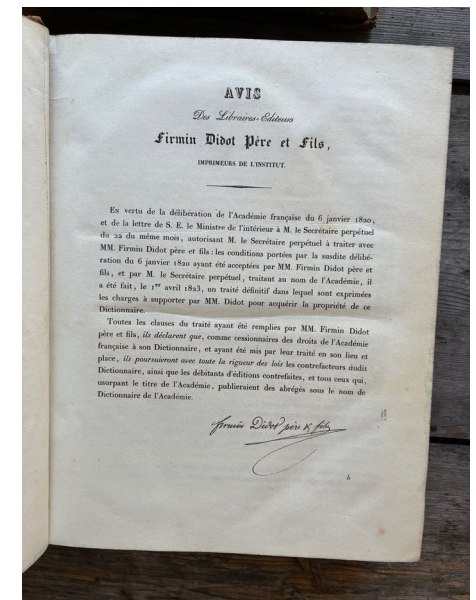 AVIS
Des Libraires-Editeurs
Firmin Didot Père et Fils,
IMPRIMEURS DE L'INSTITUT.
En vertu de la délibération de l'Académie française du 6 janvier 1820,
et de la lettre de S. E. le Ministre de l'intérieur à M. le Secrétaire perpétuel
du 22 du même mois, autorisant M. le Secrétaire perpétuel à traiter avec
MM. Firmin Didot père et fils : les conditions portées par la susdite délibé-
ration du 6 janvier 1820 ayant été acceptées par MM. Firmin Didot père et
fils, et par M. le Secrétaire perpétuel, traitant au nom de l'Académie, il
a été fait, le 1er avril 1823, un traité définitif dans lequel sont exprimées
les charges à supporter par MM. Didot pour acquérir la propriété de ce
Dictionnaire.
Toutes les clauses du traité ayant été remplies par MM. Firmin Didot
père et fils, ils déclarent que, comme cessionnaires des droits de l'Académie
française à son Dictionnaire, et ayant été mis par leur traité en son lieu et
place, ils poursuivront avec toute la rigueur des lois les contrefacteurs dudit
Dictionnaire, ainsi que les débitants d'éditions contrefaites, et tous ceux qui,
usurpant le titre de l'Académie, publieraient des abrégés sous le nom de
Dictionnaire de l'Académie.
firmin Didot père & fils
b